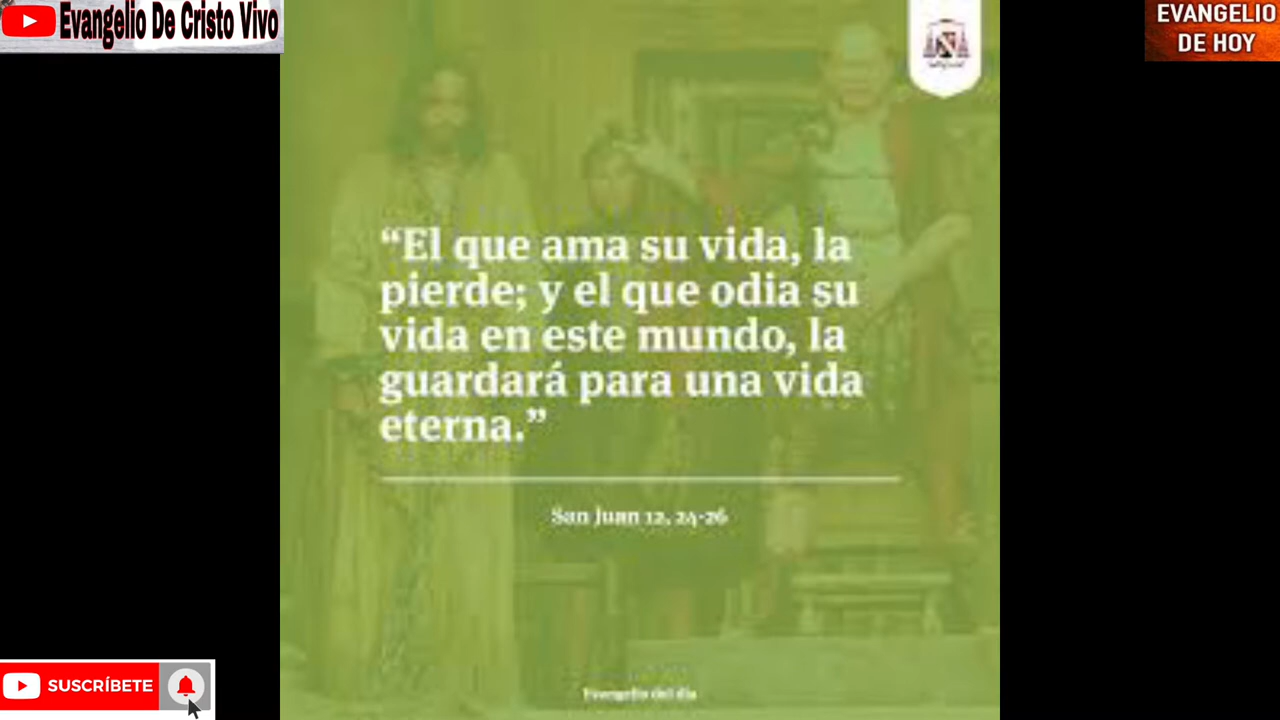 Evangelio De Cristo Vivo
EVANGELIO
DE HOY
“El que ama su vida, la
pierde; y el que odia su
vida en este mundo, la
guardará para una vida
eterna.”
San Juan 12, 24-26
Evangelio del día
SUSCRÍBETE